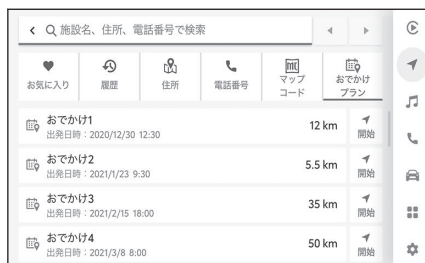 施設名、住所、電話番号で検索
お気に入り
履歴
住所
電話番号
マップ
コード
おでかけ
プラン
おでかけ1
出発日時：2020/12/30 12:30
12 km
開始
おでかけ2
出発日時：2021/1/23 9:30
5.5 km
開始
おでかけ3
出発日時：2021/2/15 18:00
35 km
開始
おでかけ4
出発日時：2021/3/8 8:00
50 km
開始